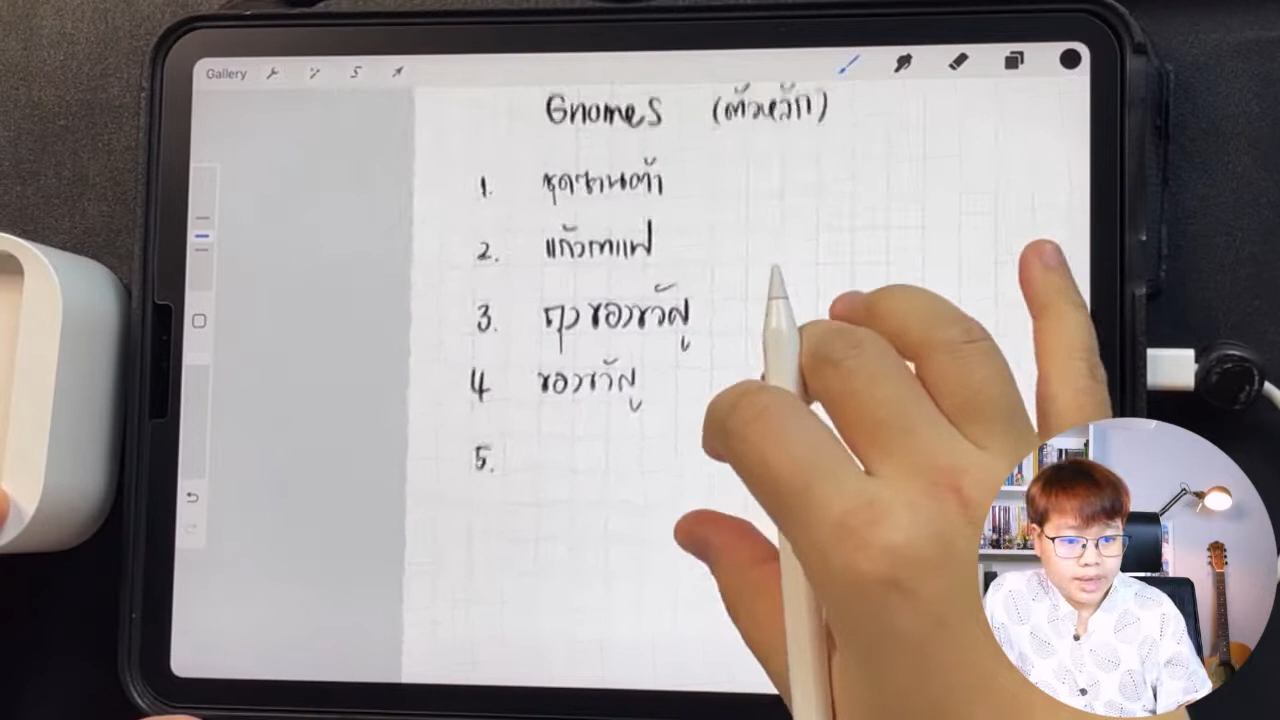 Gallery
Gnomes (ตัวหลัก)
1. ชุดซานต้า
2. แก้วกาแฟ
3. ถุงของขวัญ
4 ของขวัญ
5.